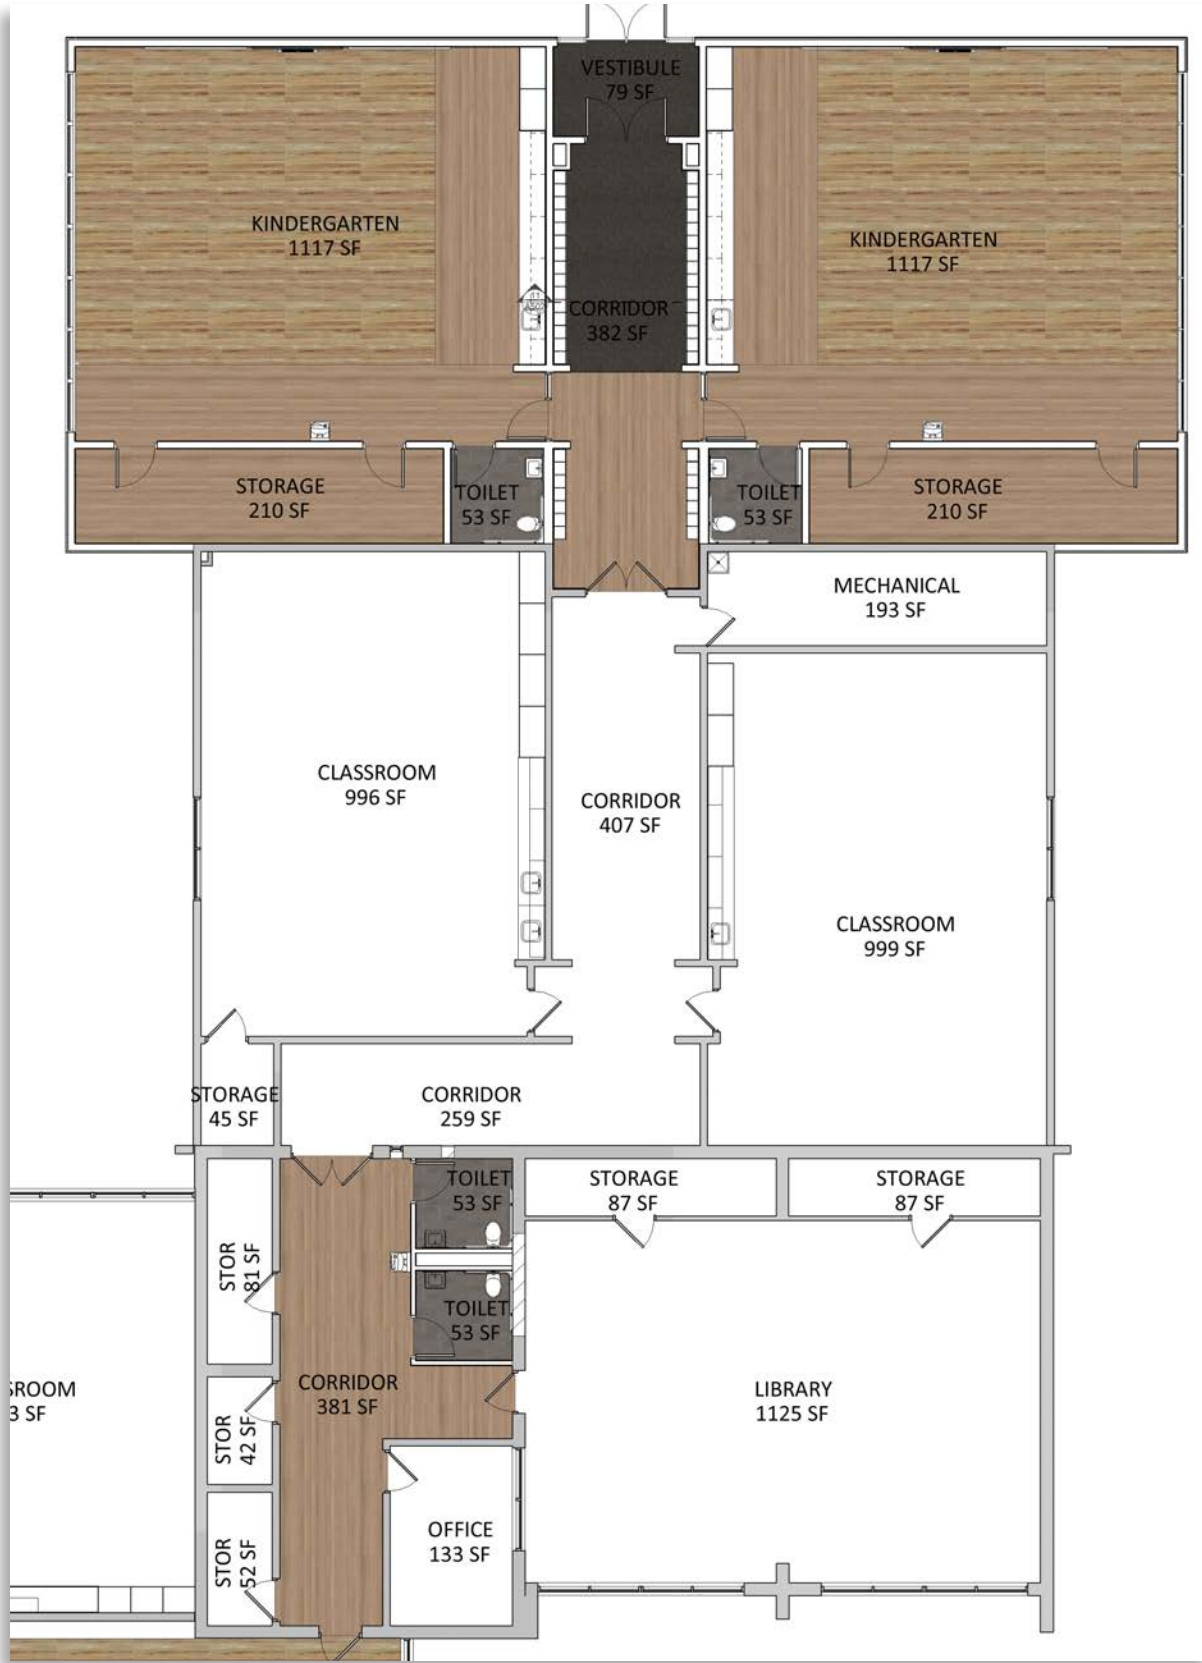 VESTIBULE
79 SF
KINDERGARTEN
1117 SF
KINDERGARTEN
1117 SF
CORRIDOR
382 SF
STORAGE
210 SF
TOILET
53 SF
TOILET
53 SF
STORAGE
210 SF
MECHANICAL
193 SF
CLASSROOM
996 SF
CORRIDOR
407 SF
CLASSROOM
999 SF
STORAGE
45 SF
CORRIDOR
259 SF
TOILET
53 SF
STORAGE
87 SF
STORAGE
87 SF
STOR
81 SF
TOILET
53 SF
SROOM
3 SF
CORRIDOR
381 SF
LIBRARY
1125 SF
STOR
42 SF
OFFICE
133 SF
STOR
52 SF